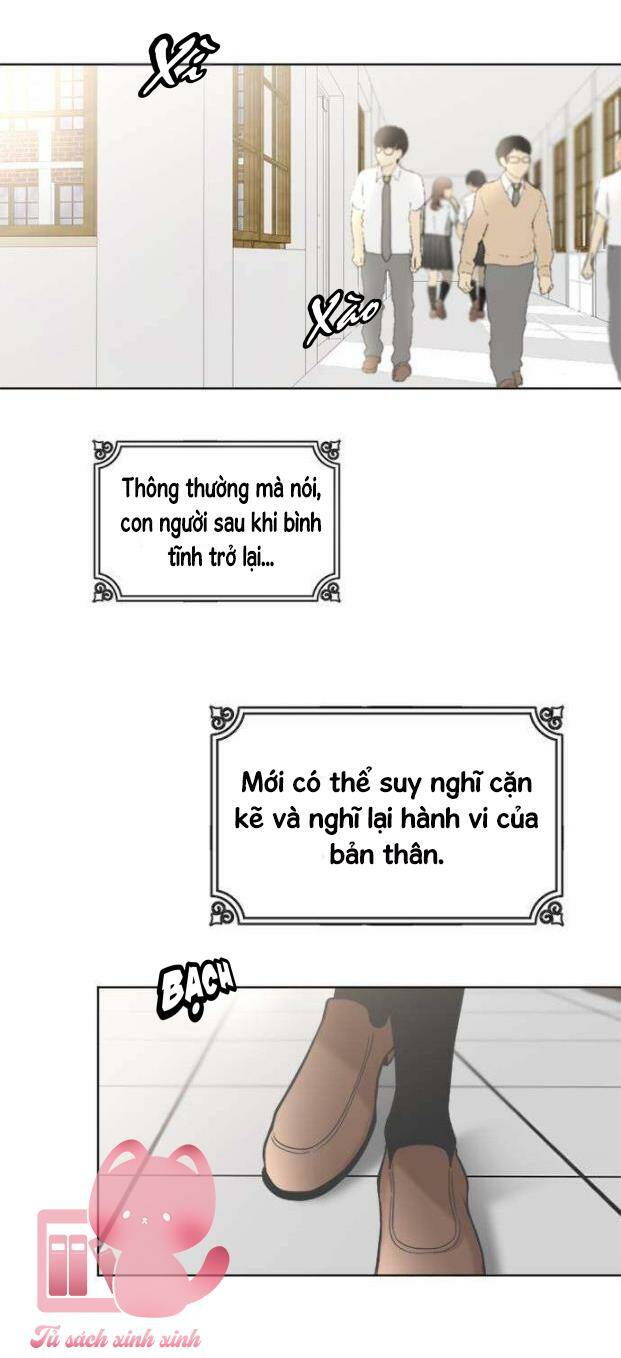 Xì
Xào
Thông thường mà nói,
con người sau khi bình
tĩnh trở lại...
Mới có thể suy nghĩ cặn
kẽ và nghĩ lại hành vi của
bản thân.
BẠCH
Tủ sách xinh xinh